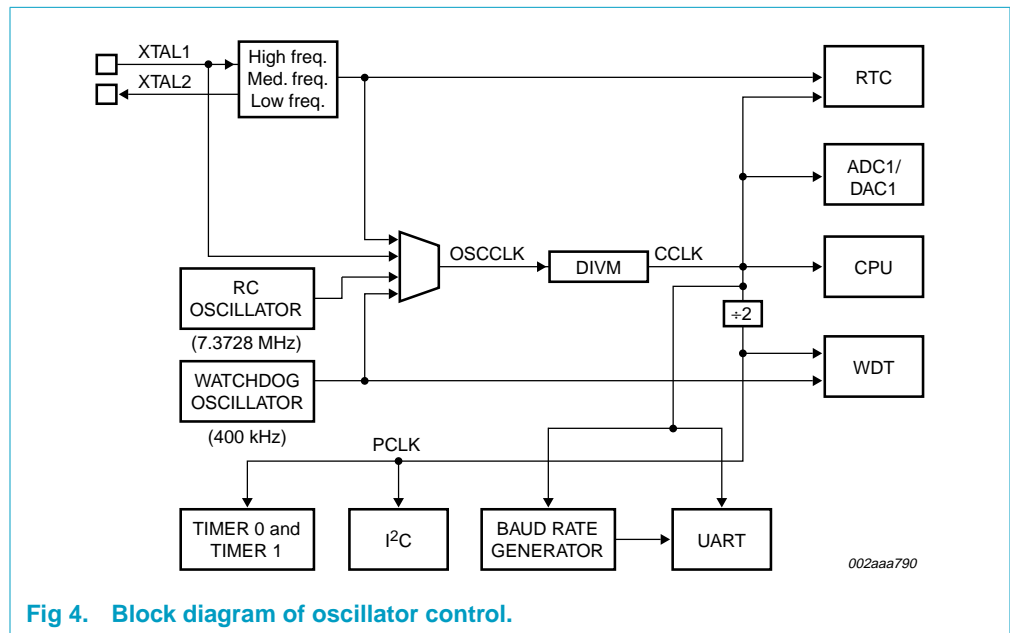 XTAL1
XTAL2
High freq.
Med. freq.
Low freq.
RTC
ADC1/
DAC1
OSCCLK
DIVM
CCLK
CPU
RC
OSCILLATOR
(7.3728 MHz)
÷2
WATCHDOG
OSCILLATOR
(400 kHz)
WDT
PCLK
TIMER 0 and
TIMER 1
I²C
BAUD RATE
GENERATOR
UART
002aaa790
Fig 4. Block diagram of oscillator control.